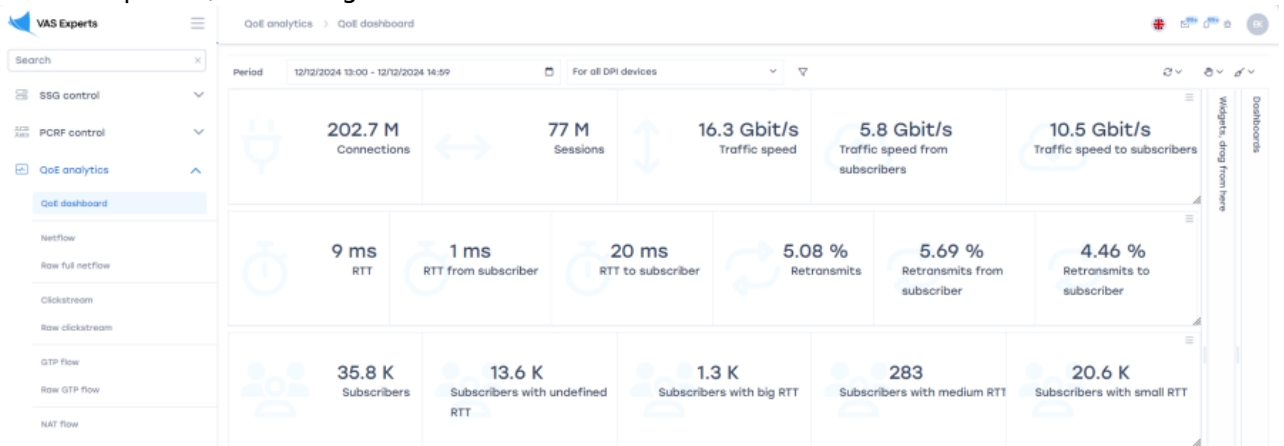 VAS Experts
QoE analytics > QoE dashboard
99+
99+
EK
Search
Period
12/12/2024 13:00 - 12/12/2024 14:59
For all DPI devices
SSG control
PCRF control
QoE analytics
QoE dashboard
Netflow
Raw full netflow
Clickstream
Raw clickstream
GTP flow
Raw GTP flow
NAT flow
202.7 M
Connections
77 M
Sessions
16.3 Gbit/s
Traffic speed
5.8 Gbit/s
Traffic speed from
subscribers
10.5 Gbit/s
Traffic speed to subscribers
9 ms
RTT
1 ms
RTT from subscriber
20 ms
RTT to subscriber
5.08 %
Retransmits
5.69 %
Retransmits from
subscriber
4.46 %
Retransmits to
subscriber
35.8 K
Subscribers
13.6 K
Subscribers with undefined
RTT
1.3 K
Subscribers with big RTT
283
Subscribers with medium RTT
20.6 K
Subscribers with small RTT
Widgets, drag from here
Dashboards